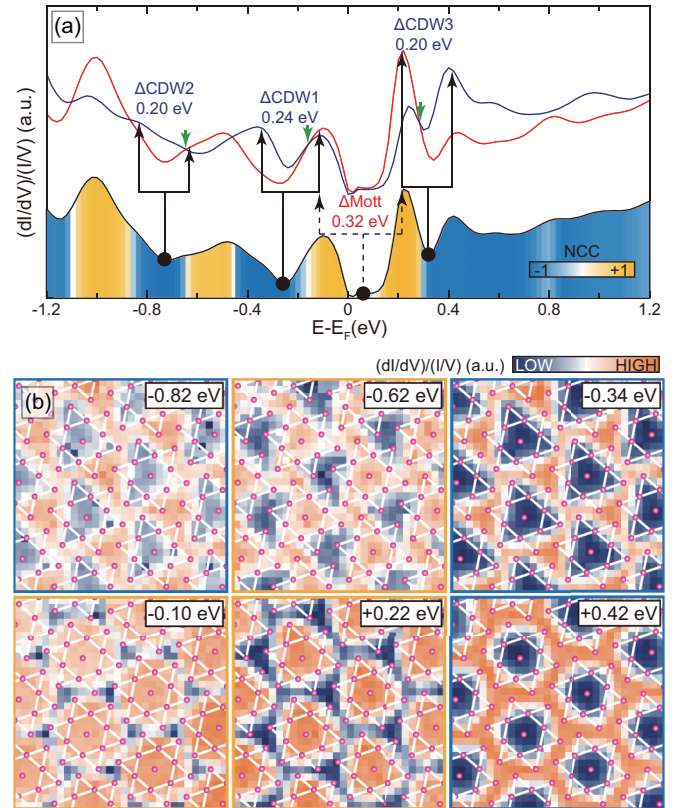 (a)
ΔCDW3
0.20 eV
ΔCDW2
0.20 eV
ΔCDW1
0.24 eV
(dI/dV)/(I/V) (a.u.)
ΔMott
0.32 eV
NCC
-1 +1
-1.2 -0.8 -0.4 0 0.4 0.8 1.2
E-EF(eV)
(dI/dV)/(I/V) (a.u.) LOW HIGH
(b)
-0.82 eV -0.62 eV -0.34 eV
-0.10 eV +0.22 eV +0.42 eV